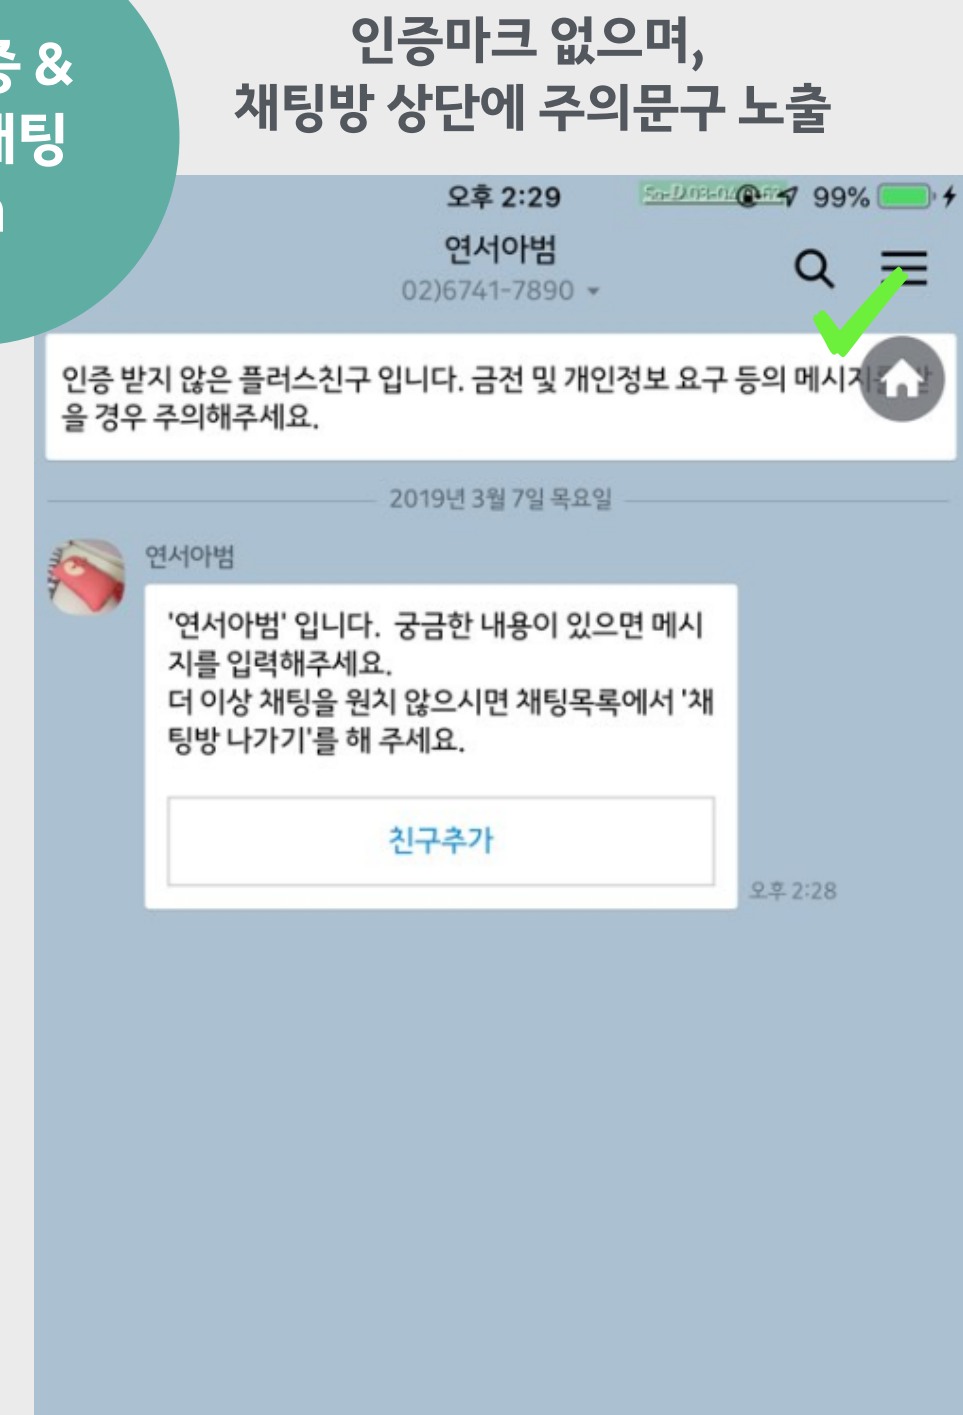 증 &
채팅
인증마크 없으며,
채팅방 상단에 주의문구 노출
오후 2:29
99%
연서아범
02)6741-7890
인증 받지 않은 플러스친구 입니다. 금전 및 개인정보 요구 등의 메시지
을 경우 주의해주세요.
2019년 3월 7일 목요일
연서아범
'연서아범' 입니다. 궁금한 내용이 있으면 메시
지를 입력해주세요.
더 이상 채팅을 원치 않으시면 채팅목록에서 '채
팅방 나가기'를 해 주세요.
친구추가
오후 2:28